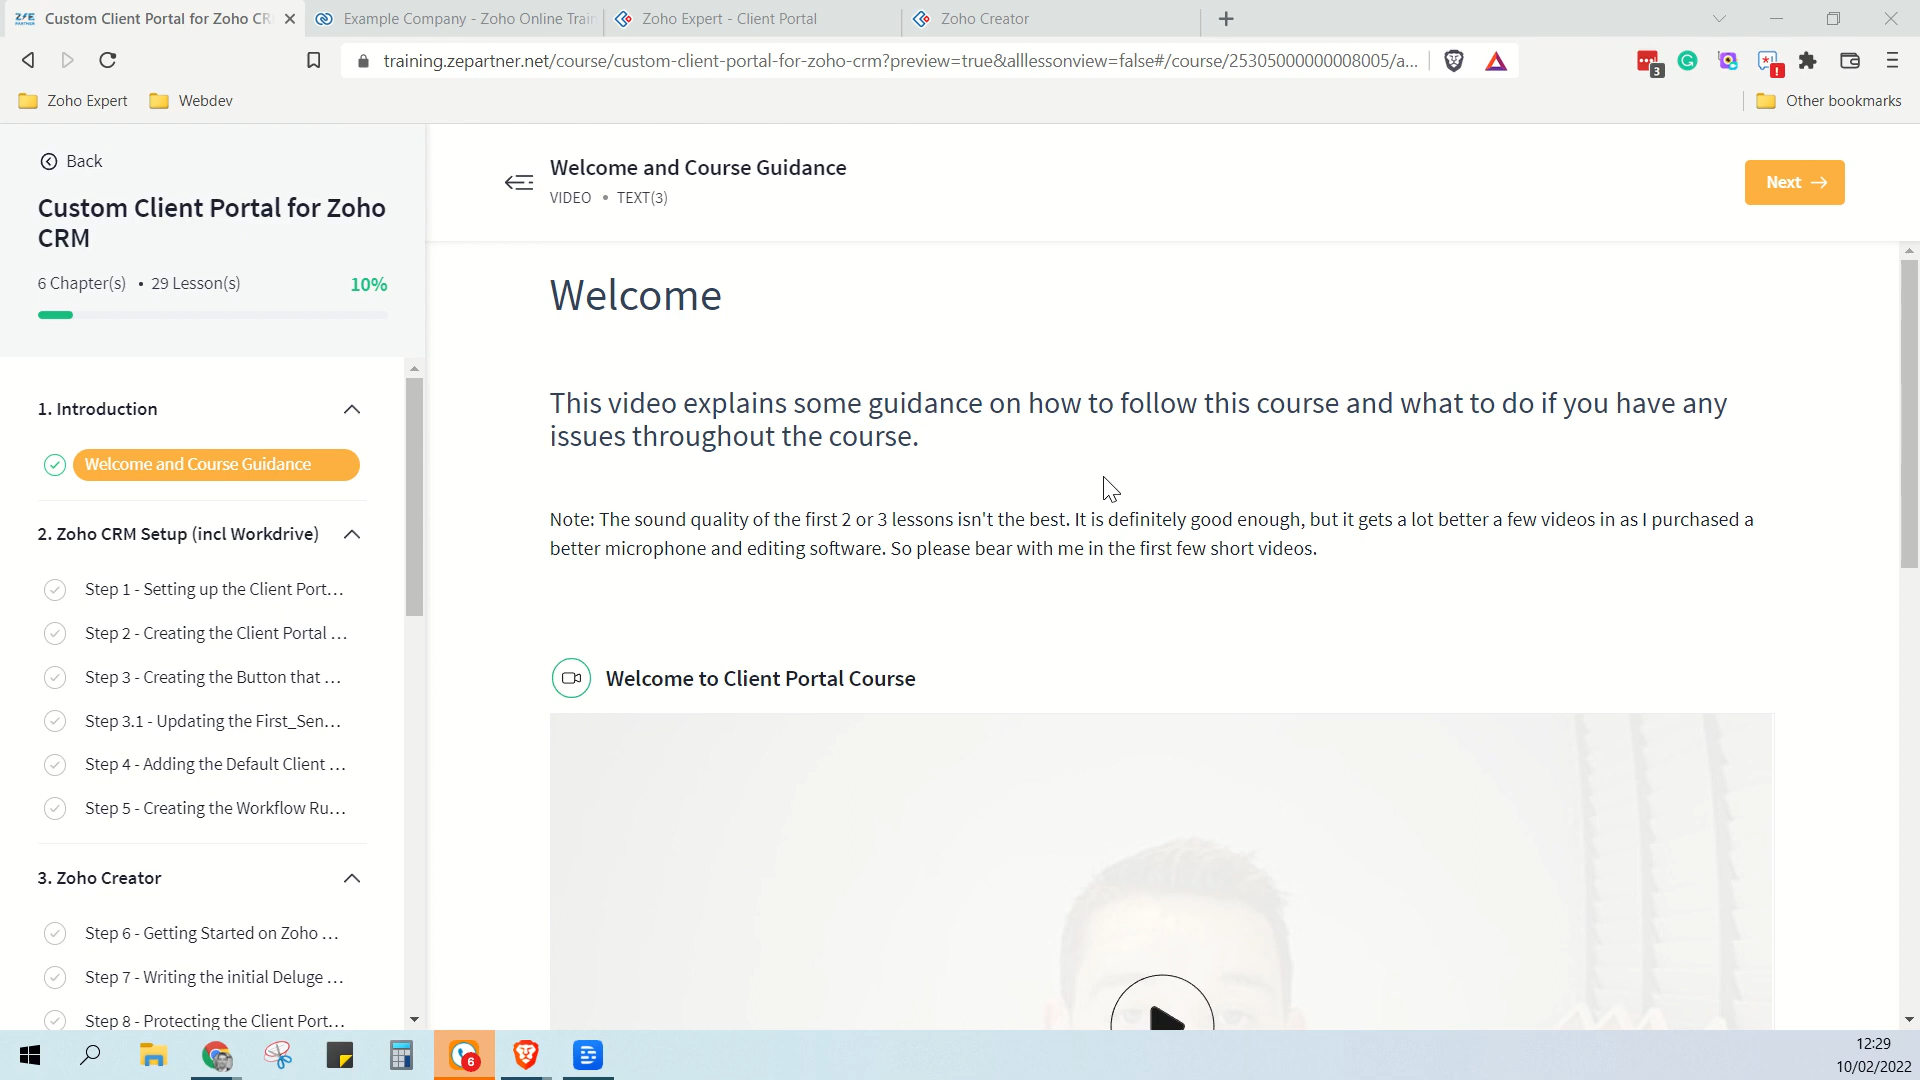 Custom Client Portal for Zoho CR
Example Company - Zoho Online Train
Zoho Expert - Client Portal
Zoho Creator
training.zepartner.net/course/custom-client-portal-for-zoho-crm?preview=true&alllessonview=false#/course/25305000000008005/a...
3
!
Zoho Expert
Webdev
Other bookmarks
Back
Custom Client Portal for Zoho
CRM
6 Chapter(s) • 29 Lesson(s)
10%
1. Introduction
Welcome and Course Guidance
2. Zoho CRM Setup (incl Workdrive)
Step 1 - Setting up the Client Port...
Step 2 - Creating the Client Portal ...
Step 3 - Creating the Button that ...
Step 3.1 - Updating the First_Sen...
Step 4 - Adding the Default Client ...
Step 5 - Creating the Workflow Ru...
3. Zoho Creator
Step 6 - Getting Started on Zoho ...
Step 7 - Writing the initial Deluge ...
Step 8 - Protecting the Client Port...
Welcome and Course Guidance
VIDEO • TEXT(3)
Next →
Welcome
This video explains some guidance on how to follow this course and what to do if you have any
issues throughout the course.
Note: The sound quality of the first 2 or 3 lessons isn't the best. It is definitely good enough, but it gets a lot better a few videos in as I purchased a
better microphone and editing software. So please bear with me in the first few short videos.
Welcome to Client Portal Course
6
12:29
10/02/2022